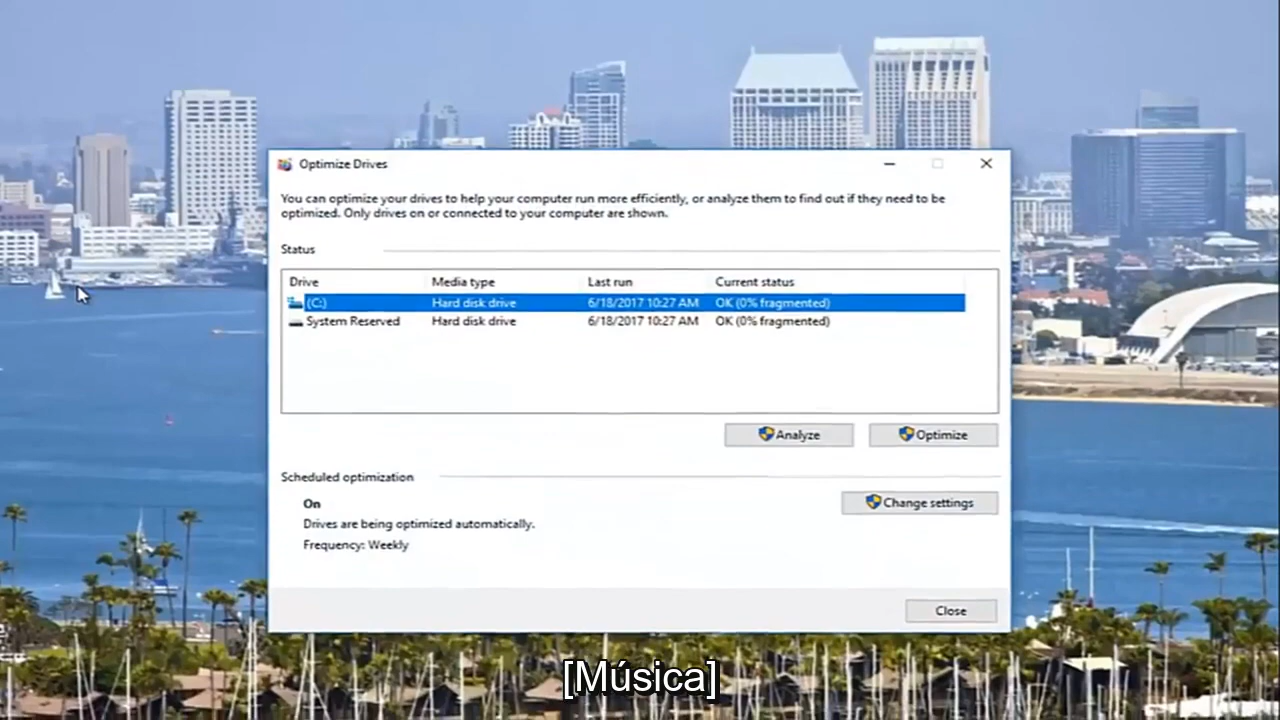 Optimize Drives
You can optimize your drives to help your computer run more efficiently, or analyze them to find out if they need to be
optimized. Only drives on or connected to your computer are shown.
Status
Drive Media type Last run Current status
(C:) Hard disk drive 6/18/2017 10:27 AM OK (0% fragmented)
System Reserved Hard disk drive 6/18/2017 10:27 AM OK (0% fragmented)
Analyze Optimize
Scheduled optimization
On
Change settings
Drives are being optimized automatically.
Frequency: Weekly
Close
[Música]